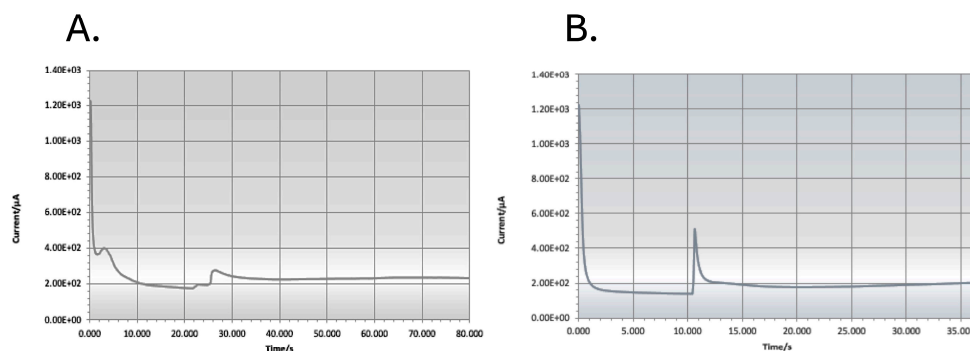 A.
B.
1.40E+03
1.20E+03
1.00E+03
8.00E+02
6.00E+02
4.00E+02
2.00E+02
0.00E+00
Current/µA
0.000 10.000 20.000 30.000 40.000 50.000 60.000 70.000 80.000
Time/s
1.40E+03
1.20E+03
1.00E+03
8.00E+02
6.00E+02
4.00E+02
2.00E+02
0.00E+00
Current/µA
0.000 5.000 10.000 15.000 20.000 25.000 30.000 35.000
Time/s